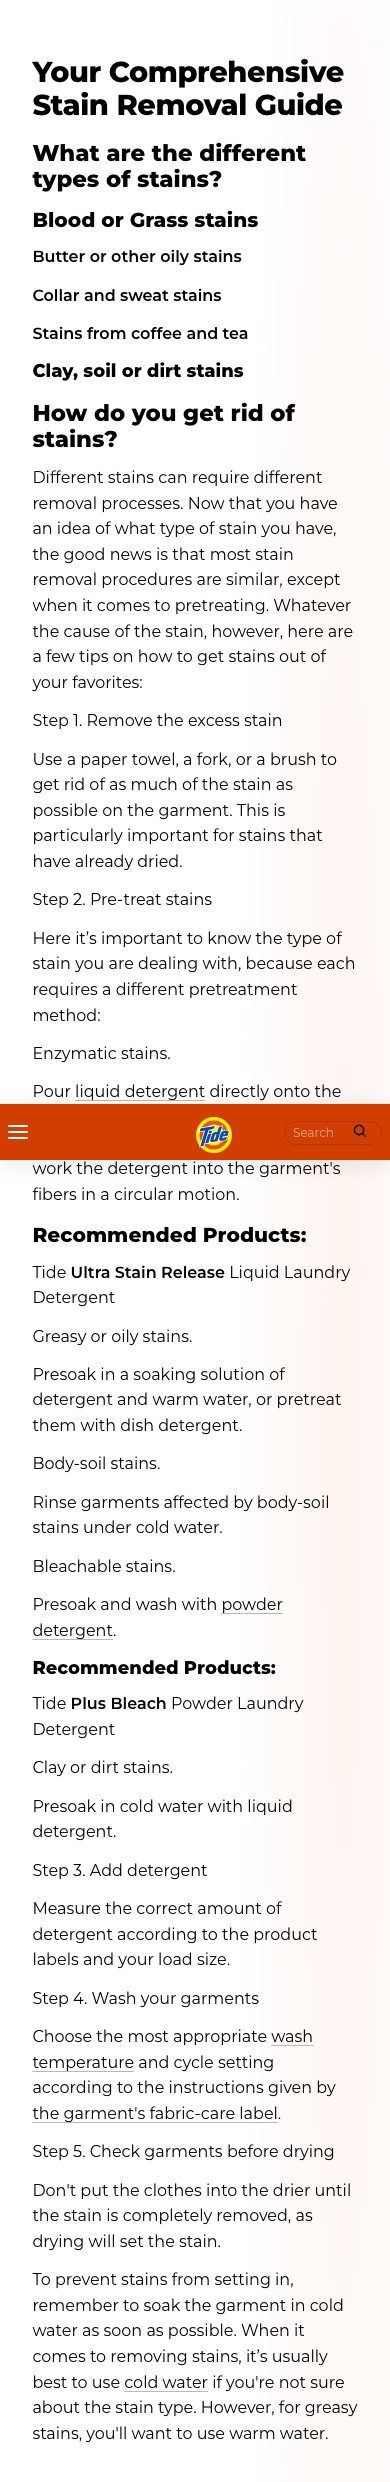 Your Comprehensive
Stain Removal Guide
What are the different
types of stains?
Blood or Grass stains
Butter or other oily stains
Collar and sweat stains
Stains from coffee and tea
Clay, soil or dirt stains
How do you get rid of
stains?
Different stains can require different
removal processes. Now that you have
an idea of what type of stain you have,
the good news is that most stain
removal procedures are similar, except
when it comes to pretreating. Whatever
the cause of the stain, however, here are
a few tips on how to get stains out of
your favorites:
Step 1. Remove the excess stain
Use a paper towel, a fork, or a brush to
get rid of as much of the stain as
possible on the garment. This is
particularly important for stains that
have already dried.
Step 2. Pre-treat stains
Here it’s important to know the type of
stain you are dealing with, because each
requires a different pretreatment
method:
Enzymatic stains.
Pour liquid detergent directly onto the
Tide
Search
work the detergent into the garment's
fibers in a circular motion.
Recommended Products:
Tide Ultra Stain Release Liquid Laundry
Detergent
Greasy or oily stains.
Presoak in a soaking solution of
detergent and warm water, or pretreat
them with dish detergent.
Body-soil stains.
Rinse garments affected by body-soil
stains under cold water.
Bleachable stains.
Presoak and wash with powder
detergent.
Recommended Products:
Tide Plus Bleach Powder Laundry
Detergent
Clay or dirt stains.
Presoak in cold water with liquid
detergent.
Step 3. Add detergent
Measure the correct amount of
detergent according to the product
labels and your load size.
Step 4. Wash your garments
Choose the most appropriate wash
temperature and cycle setting
according to the instructions given by
the garment's fabric-care label.
Step 5. Check garments before drying
Don't put the clothes into the drier until
the stain is completely removed, as
drying will set the stain.
To prevent stains from setting in,
remember to soak the garment in cold
water as soon as possible. When it
comes to removing stains, it’s usually
best to use cold water if you're not sure
about the stain type. However, for greasy
stains, you'll want to use warm water.